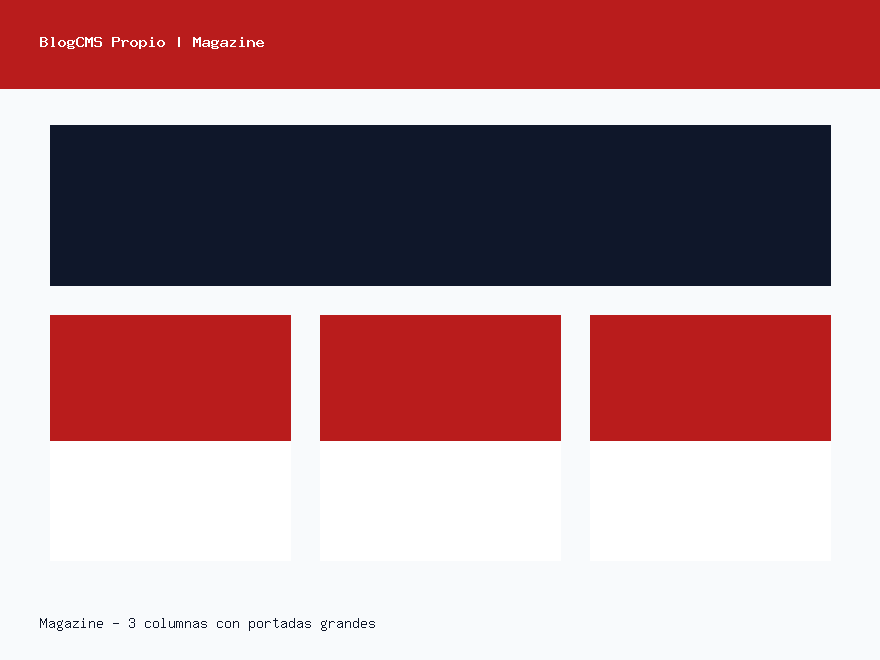 BlogCMS Propio | Magazine
Magazine - 3 columnas con portadas grandes